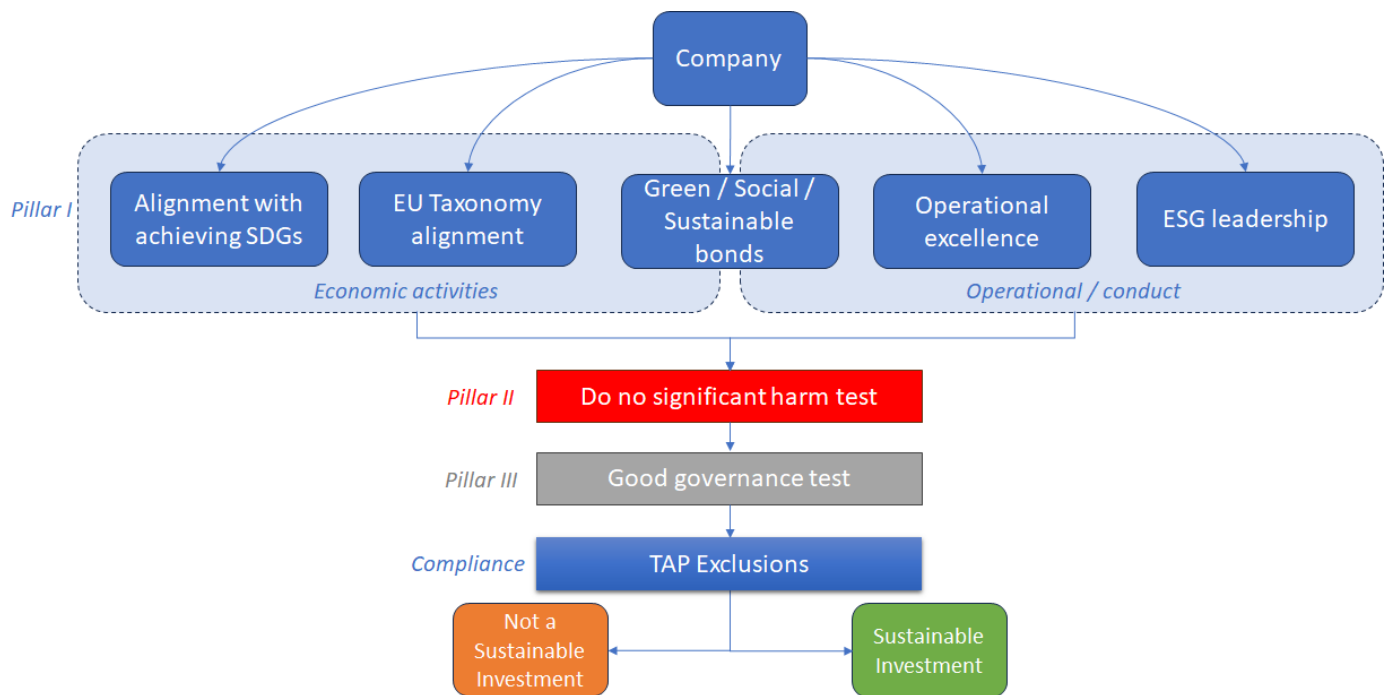 Company
Pillar I
Alignment with
achieving SDGs
EU Taxonomy
alignment
Green / Social /
Sustainable
bonds
Operational
excellence
ESG leadership
Economic activities
Operational / conduct
Pillar II
Do no significant harm test
Pillar III
Good governance test
Compliance
TAP Exclusions
Not a
Sustainable
Investment
Sustainable
Investment